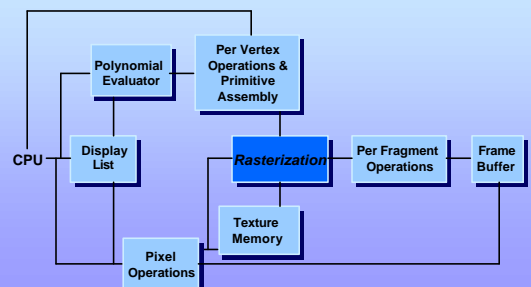 Polynomial
Evaluator
Per Vertex
Operations &
Primitive
Assembly
CPU
Display
List
Rasterization
Per Fragment
Operations
Frame
Buffer
Texture
Memory
Pixel
Operations